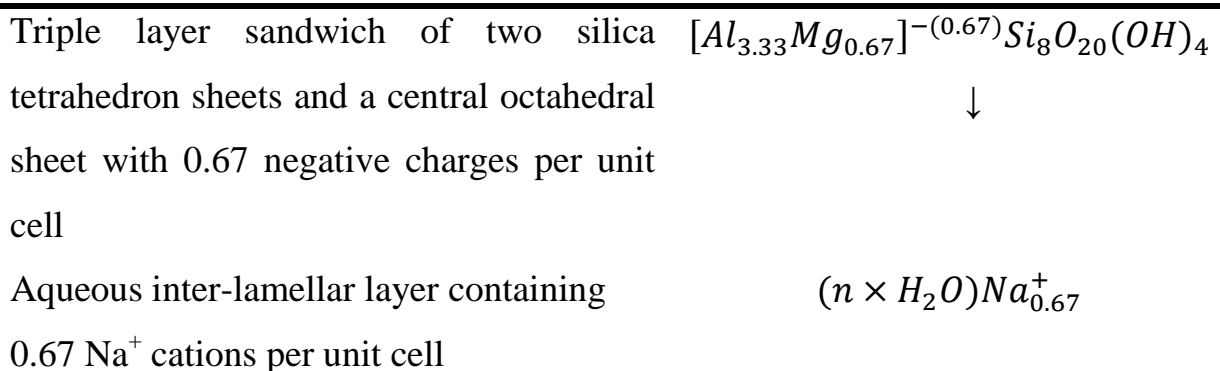 Triple layer sandwich of two silica [Al₃.₃₃Mg₀.₆₇]⁻⁽⁰·⁶⁷⁾Si₈O₂₀(OH)₄
tetrahedron sheets and a central octahedral ↓
sheet with 0.67 negative charges per unit
cell
Aqueous inter-lamellar layer containing (n × H₂O)Na⁺₀.₆₇
0.67 Na⁺ cations per unit cell